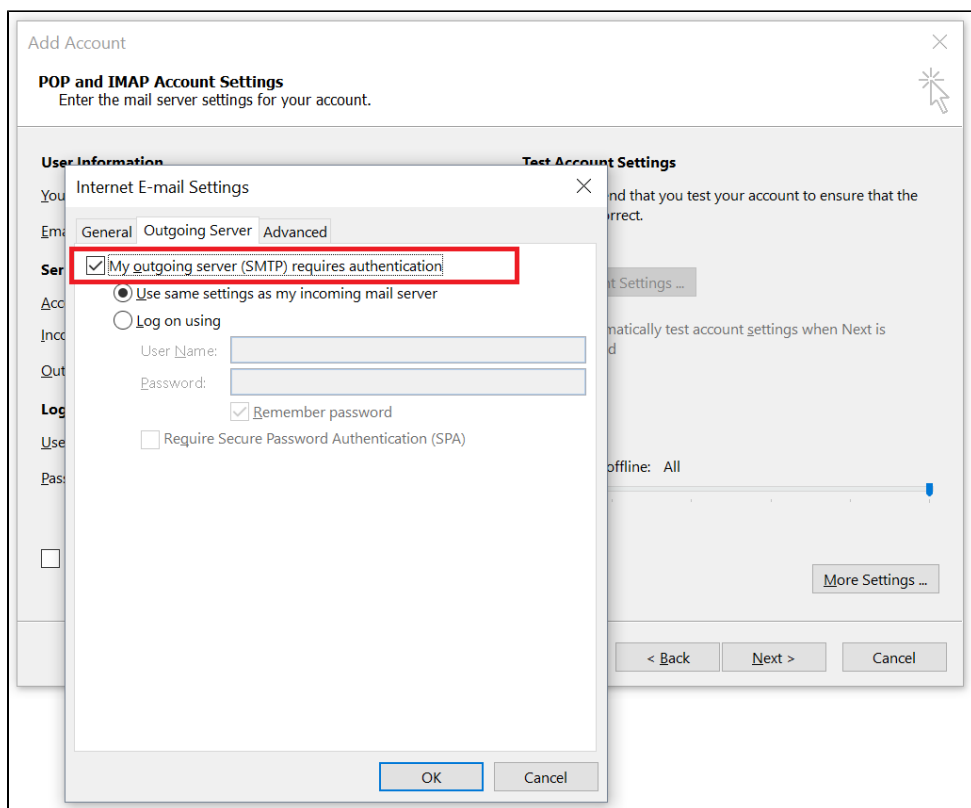 Add Account
POP and IMAP Account Settings
Enter the mail server settings for your account.
User Information
Test Account Settings
Internet E-mail Settings
General Outgoing Server Advanced
My outgoing server (SMTP) requires authentication
Use same settings as my incoming mail server
Log on using
User Name:
Password:
Remember password
Require Secure Password Authentication (SPA)
that you test your account to ensure that the
Settings ...
account settings when Next is
offline: All
More Settings ...
< Back Next > Cancel
OK Cancel